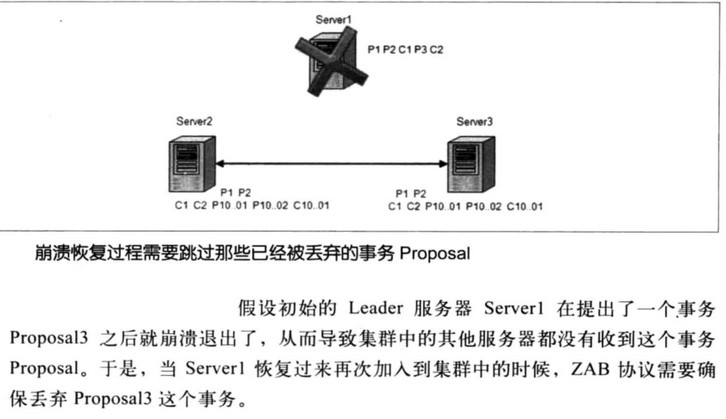 Server1
P1 P2 C1 P3 C2
Server2
Server3
P1 P2
C1 C2 P10..01 P10..02 C10..01
P1 P2
C1 C2 P10..01 P10..02 C10..01
崩溃恢复过程需要跳过那些已经被丢弃的事务 Proposal
假设初始的 Leader 服务器 Server1 在提出了一个事务
Proposal3 之后就崩溃退出了，从而导致集群中的其他服务器都没有收到这个事务
Proposal。于是，当 Server1 恢复过来再次加入到集群中的时候，ZAB 协议需要确
保丢弃 Proposal3 这个事务。